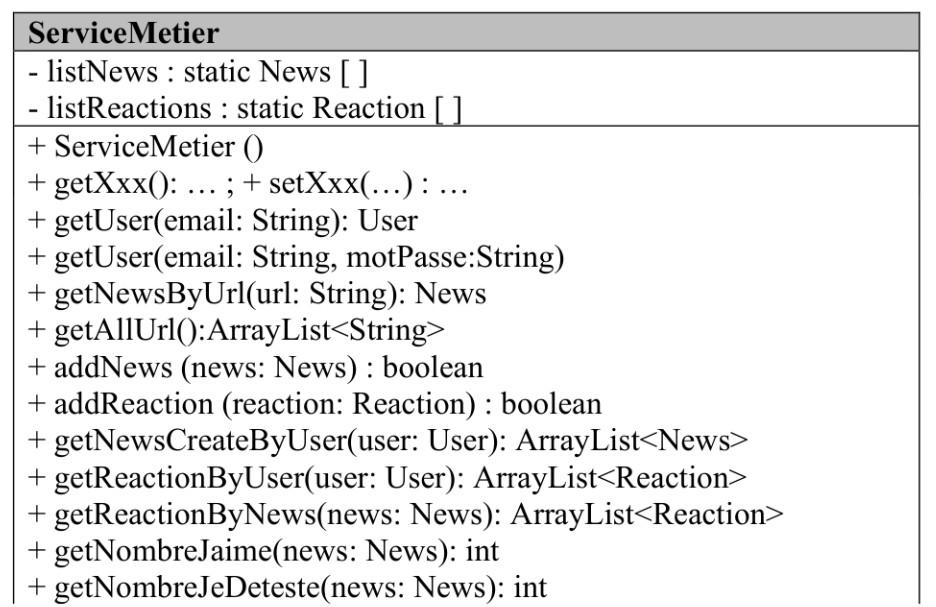 ServiceMetier
- listNews : static News [ ]
- listReactions : static Reaction [ ]
+ ServiceMetier ()
+ getXxx(): … ; + setXxx(…) : …
+ getUser(email: String): User
+ getUser(email: String, motPasse:String)
+ getNewsByUrl(url: String): News
+ getAllUrl():ArrayList<String>
+ addNews (news: News) : boolean
+ addReaction (reaction: Reaction) : boolean
+ getNewsCreateByUser(user: User): ArrayList<News>
+ getReactionByUser(user: User): ArrayList<Reaction>
+ getReactionByNews(news: News): ArrayList<Reaction>
+ getNombreJaime(news: News): int
+ getNombreJeDeteste(news: News): int